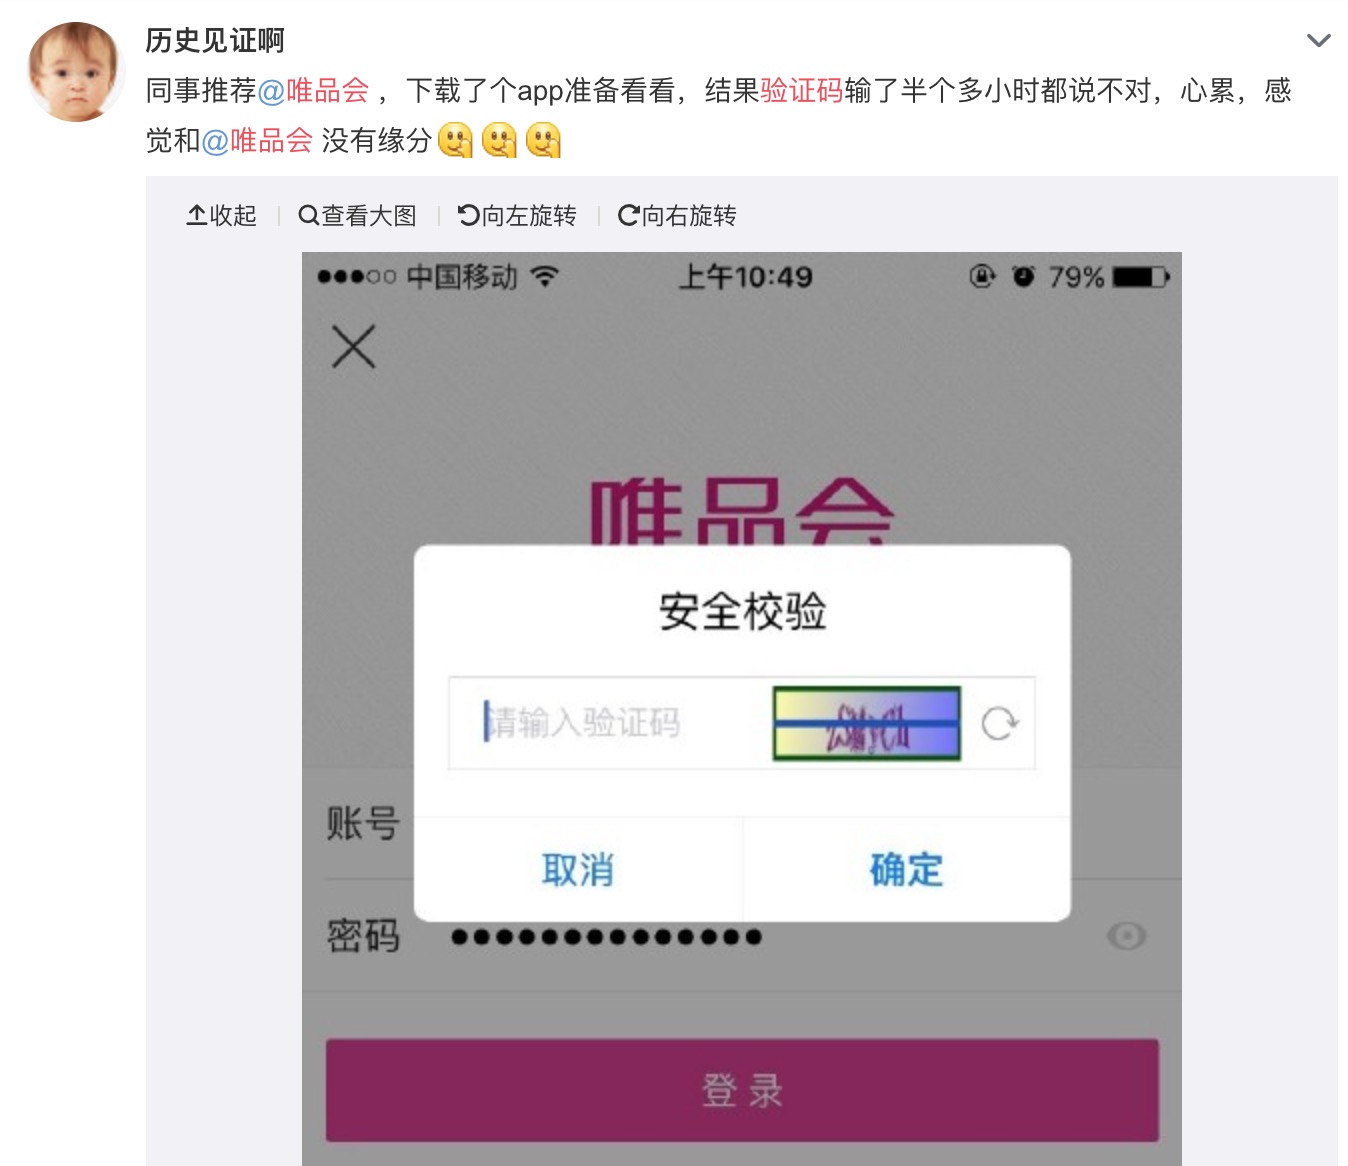 历史见证啊
同事推荐@唯品会 ，下载了个app准备看看，结果验证码输了半个多小时都说不对，心累，感
觉和@唯品会 没有缘分
收起 查看大图 向左旋转 向右旋转
中国移动 上午10:49 79%
唯品会
安全校验
请输入验证码
账号
取消 确定
密码
登录